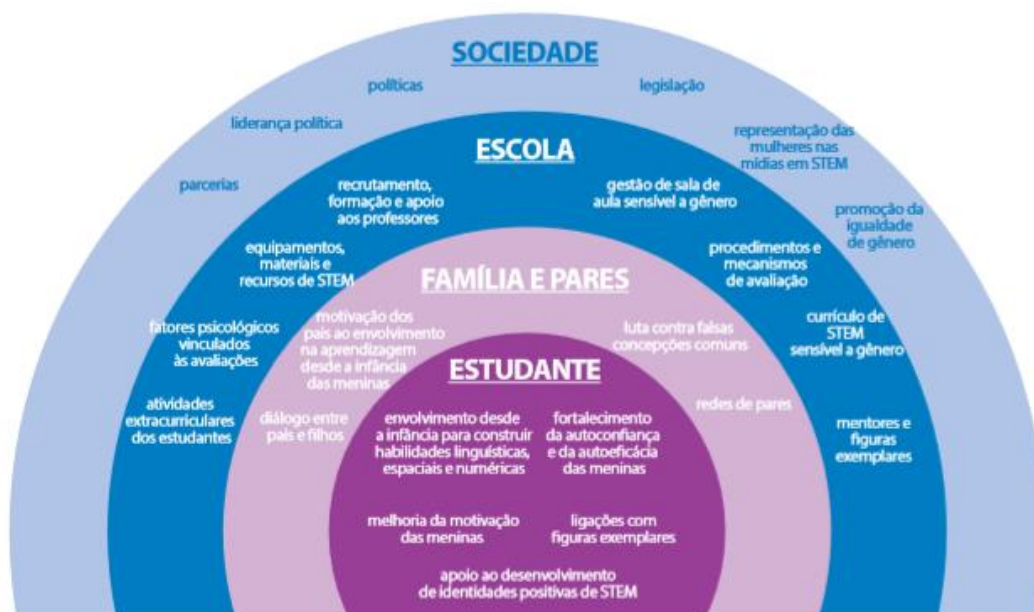 SOCIEDADE
políticas
legislação
liderança política
representação das
mulheres nas
mídias em STEM
parcerias
promoção da
igualdade
de gênero
ESCOLA
recrutamento,
formação e apoio
aos professores
gestão de sala de
aula sensível a gênero
equipamentos,
materiais e
recursos de STEM
procedimentos e
mecanismos
de avaliação
fatores psicológicos
vinculados
às avaliações
currículo de
STEM
sensível a gênero
atividades
extracurriculares
dos estudantes
mentores e
figuras
exemplares
FAMÍLIA E PARES
motivação dos
pais ao envolvimento
na aprendizagem
desde a infância
das meninas
luta contra falsas
concepções comuns
diálogo entre
pais e filhos
redes de pares
ESTUDANTE
envolvimento desde
a infância para construir
habilidades linguísticas,
espaciais e numéricas
fortalecimento
da autoconfiança
e da autoeficácia
das meninas
melhoria da motivação
das meninas
ligações com
figuras exemplares
apoio ao desenvolvimento
de identidades positivas de STEM